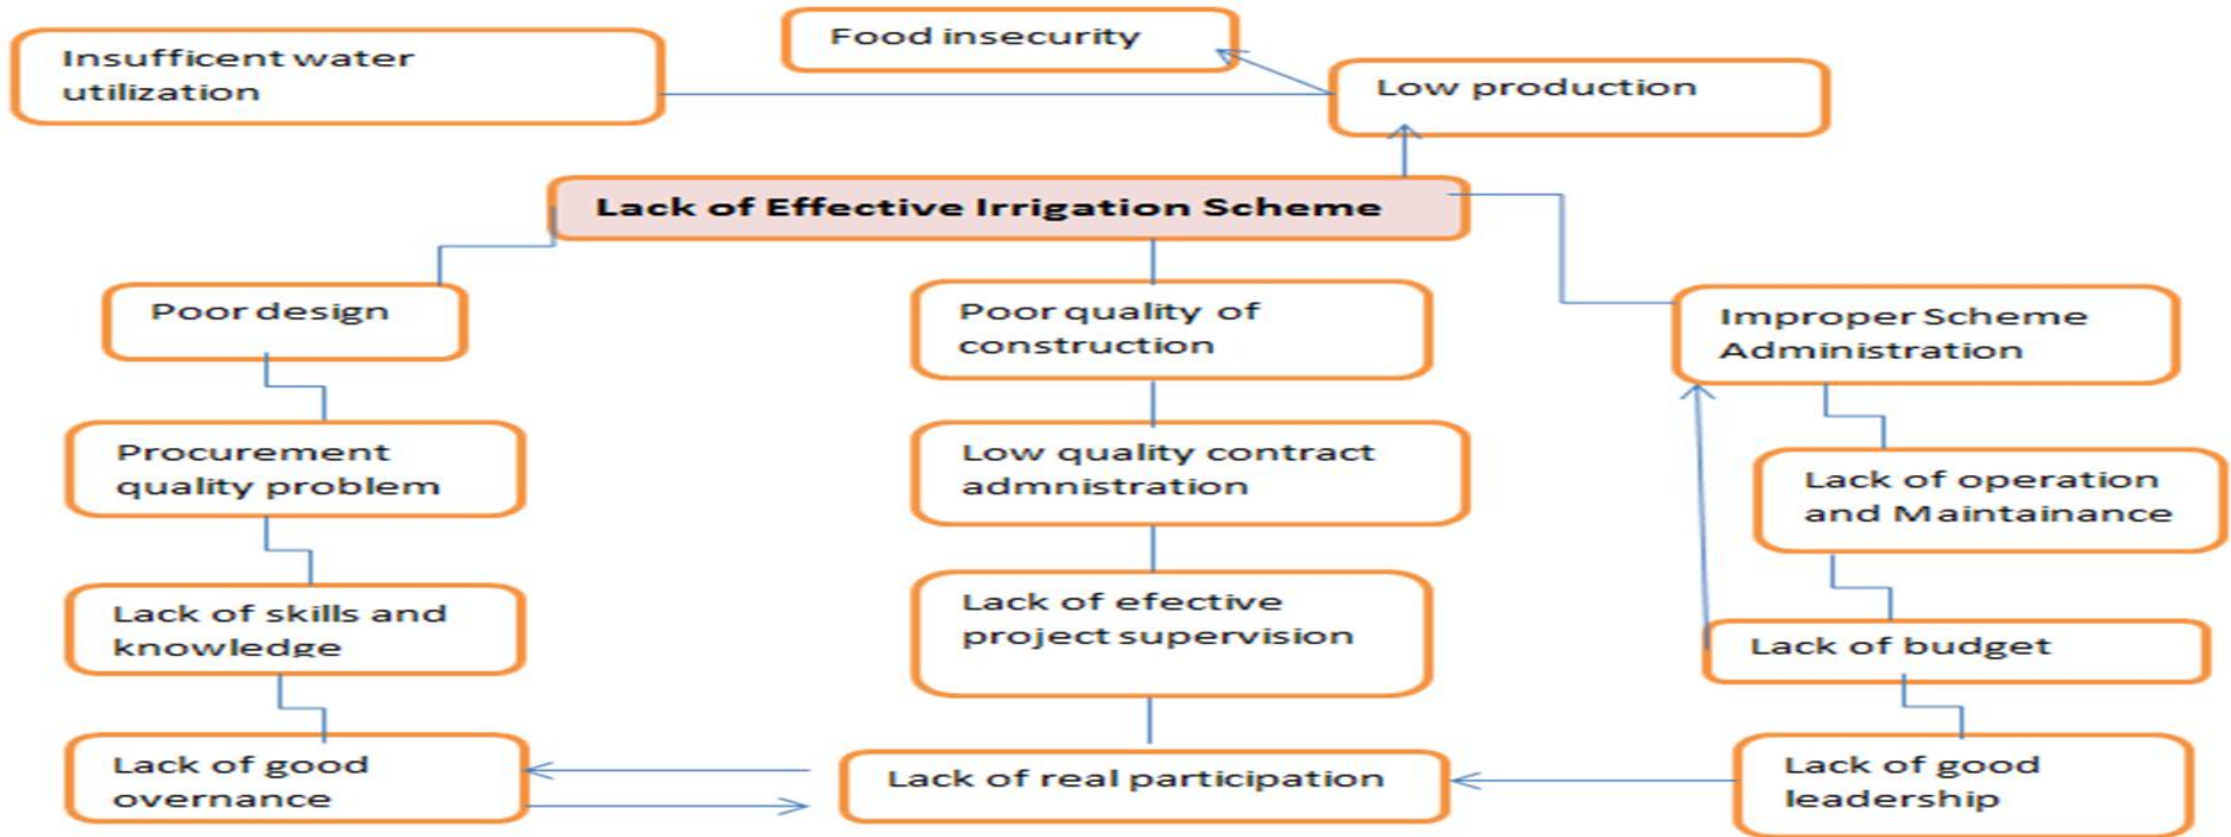 Insufficent water
utilization
Food insecurity
Low production
Lack of Effective Irrigation Scheme
Poor design
Poor quality of
construction
Improper Scheme
Administration
Procurement
quality problem
Low quality contract
admnistration
Lack of operation
and Maintainance
Lack of skills and
knowledge
Lack of efective
project supervision
Lack of budget
Lack of good
overnance
Lack of real participation
Lack of good
leadership